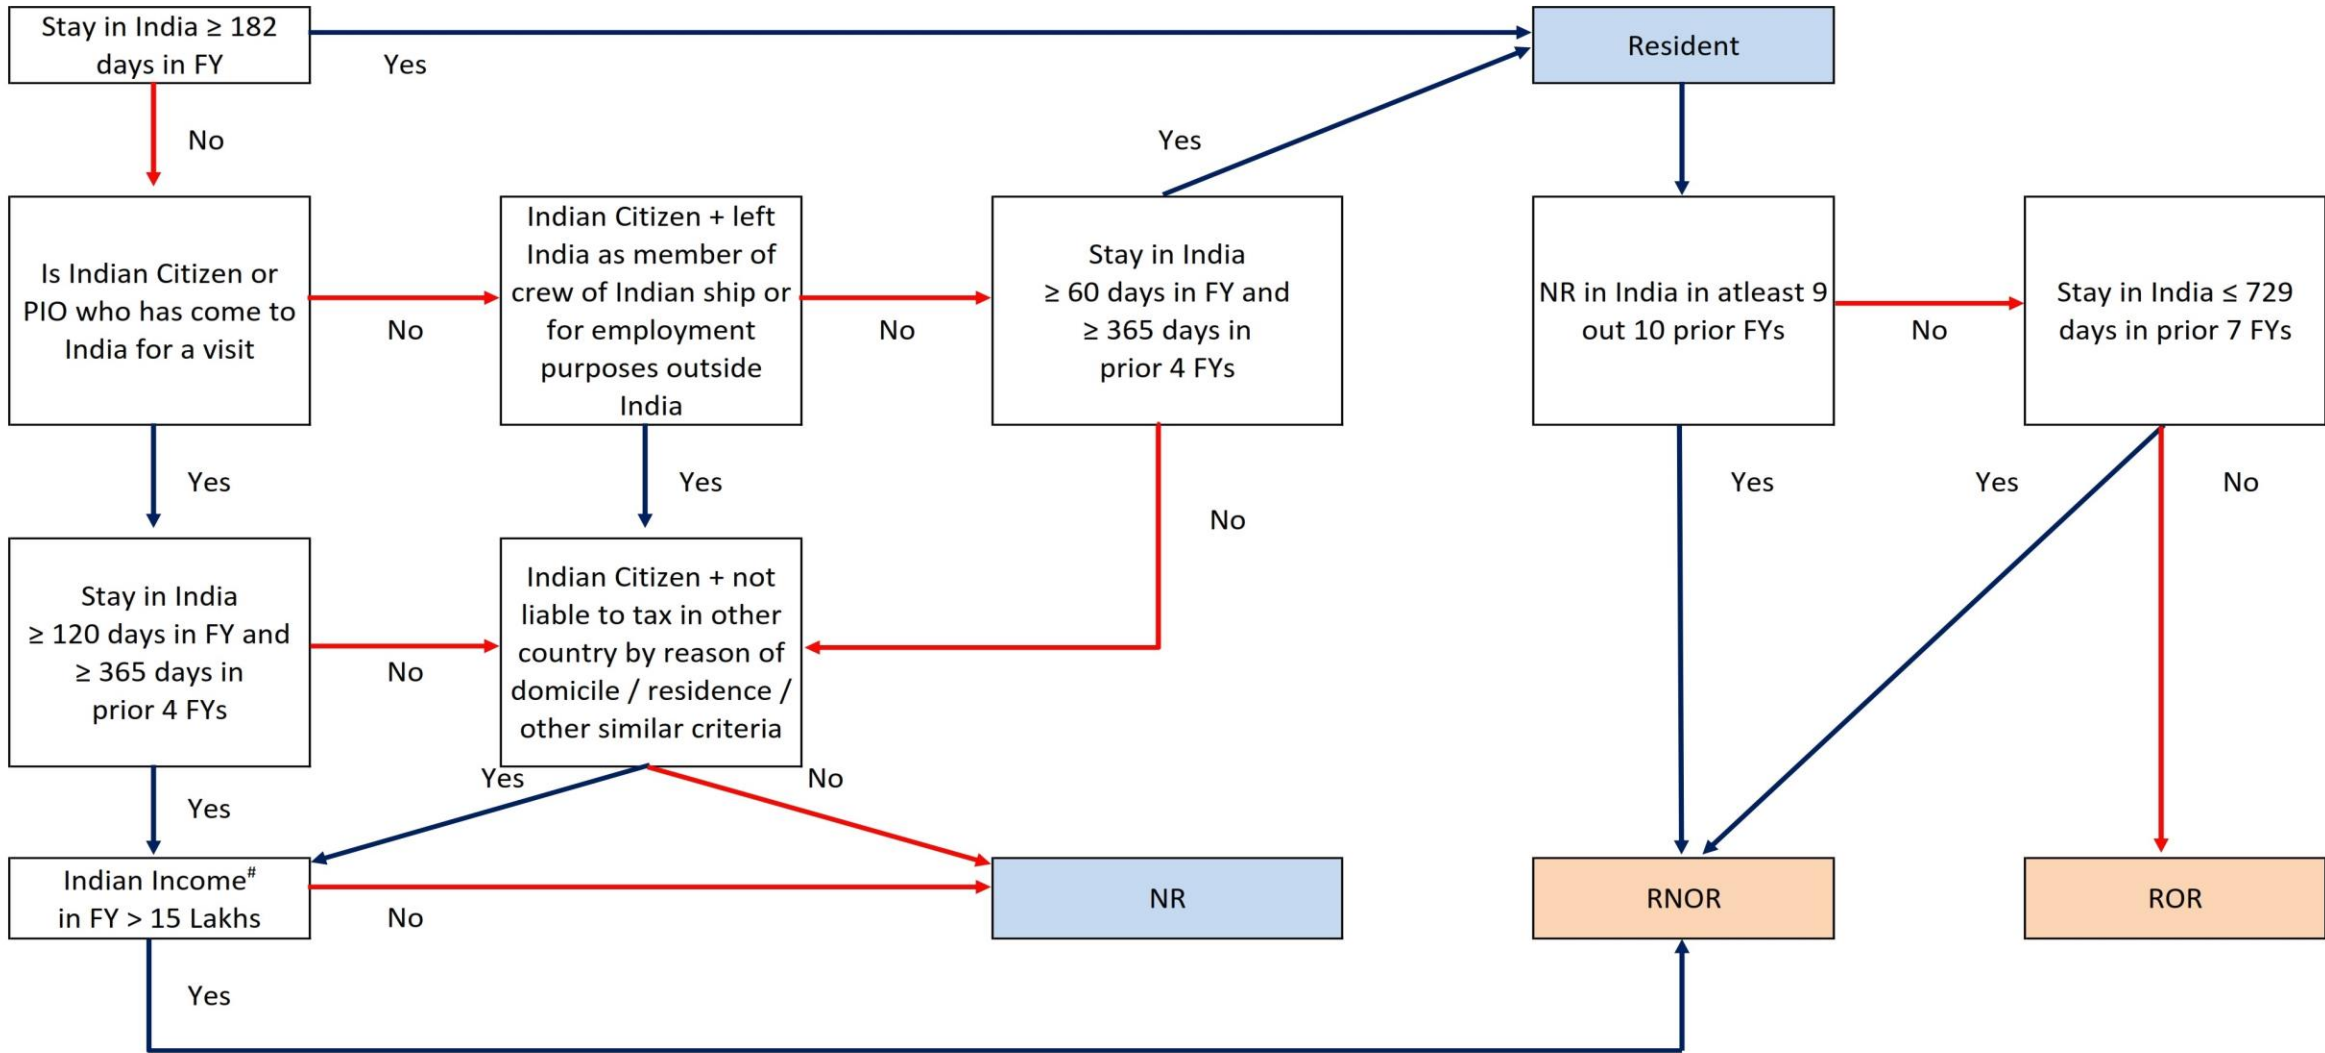 Stay in India ≥ 182
days in FY
Yes
Resident
No
Yes
Is Indian Citizen or
PIO who has come to
India for a visit
No
Indian Citizen + left
India as member of
crew of Indian ship or
for employment
purposes outside
India
No
Stay in India
≥ 60 days in FY and
≥ 365 days in
prior 4 FYs
NR in India in atleast 9
out 10 prior FYs
No
Stay in India ≤ 729
days in prior 7 FYs
Yes
Yes
No
Yes
Yes
No
Stay in India
≥ 120 days in FY and
≥ 365 days in
prior 4 FYs
No
Indian Citizen + not
liable to tax in other
country by reason of
domicile / residence /
other similar criteria
Yes
Yes
No
Indian Income#
in FY > 15 Lakhs
No
NR
RNOR
ROR
Yes